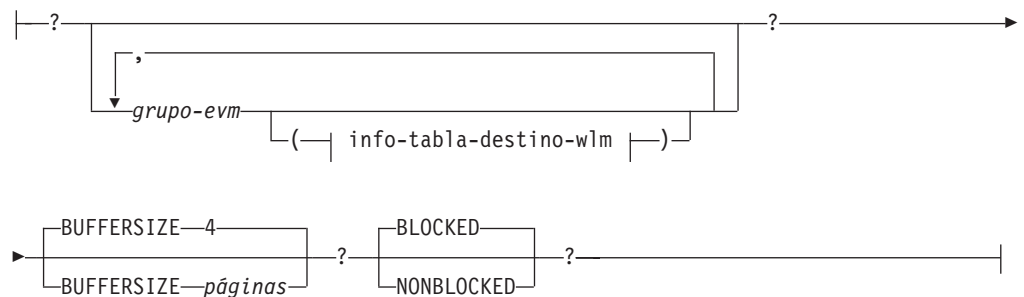 ? ?
,
grupo-evm
( info-tabla-destino-wlm )
BUFFERSIZE 4 BLOCKED
? ?
BUFFERSIZE páginas NONBLOCKED